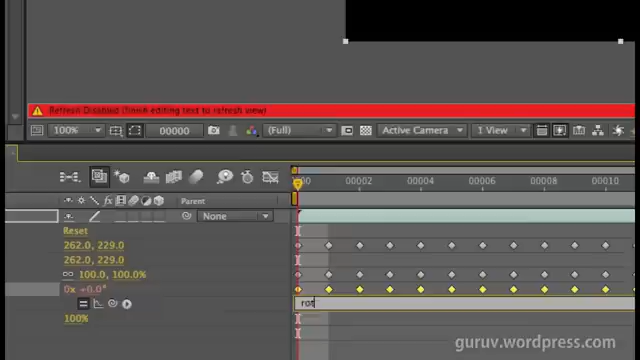 Refresh Disabled (finish editing text to refresh view)
100% 00000 (Full) Active Camera 1 View
00002 00004 00006 00008 00010
Parent
None
Reset
262.0, 229.0
262.0, 229.0
100.0, 100.0%
0x +0.0°
rot
100%
guruv.wordpress.com